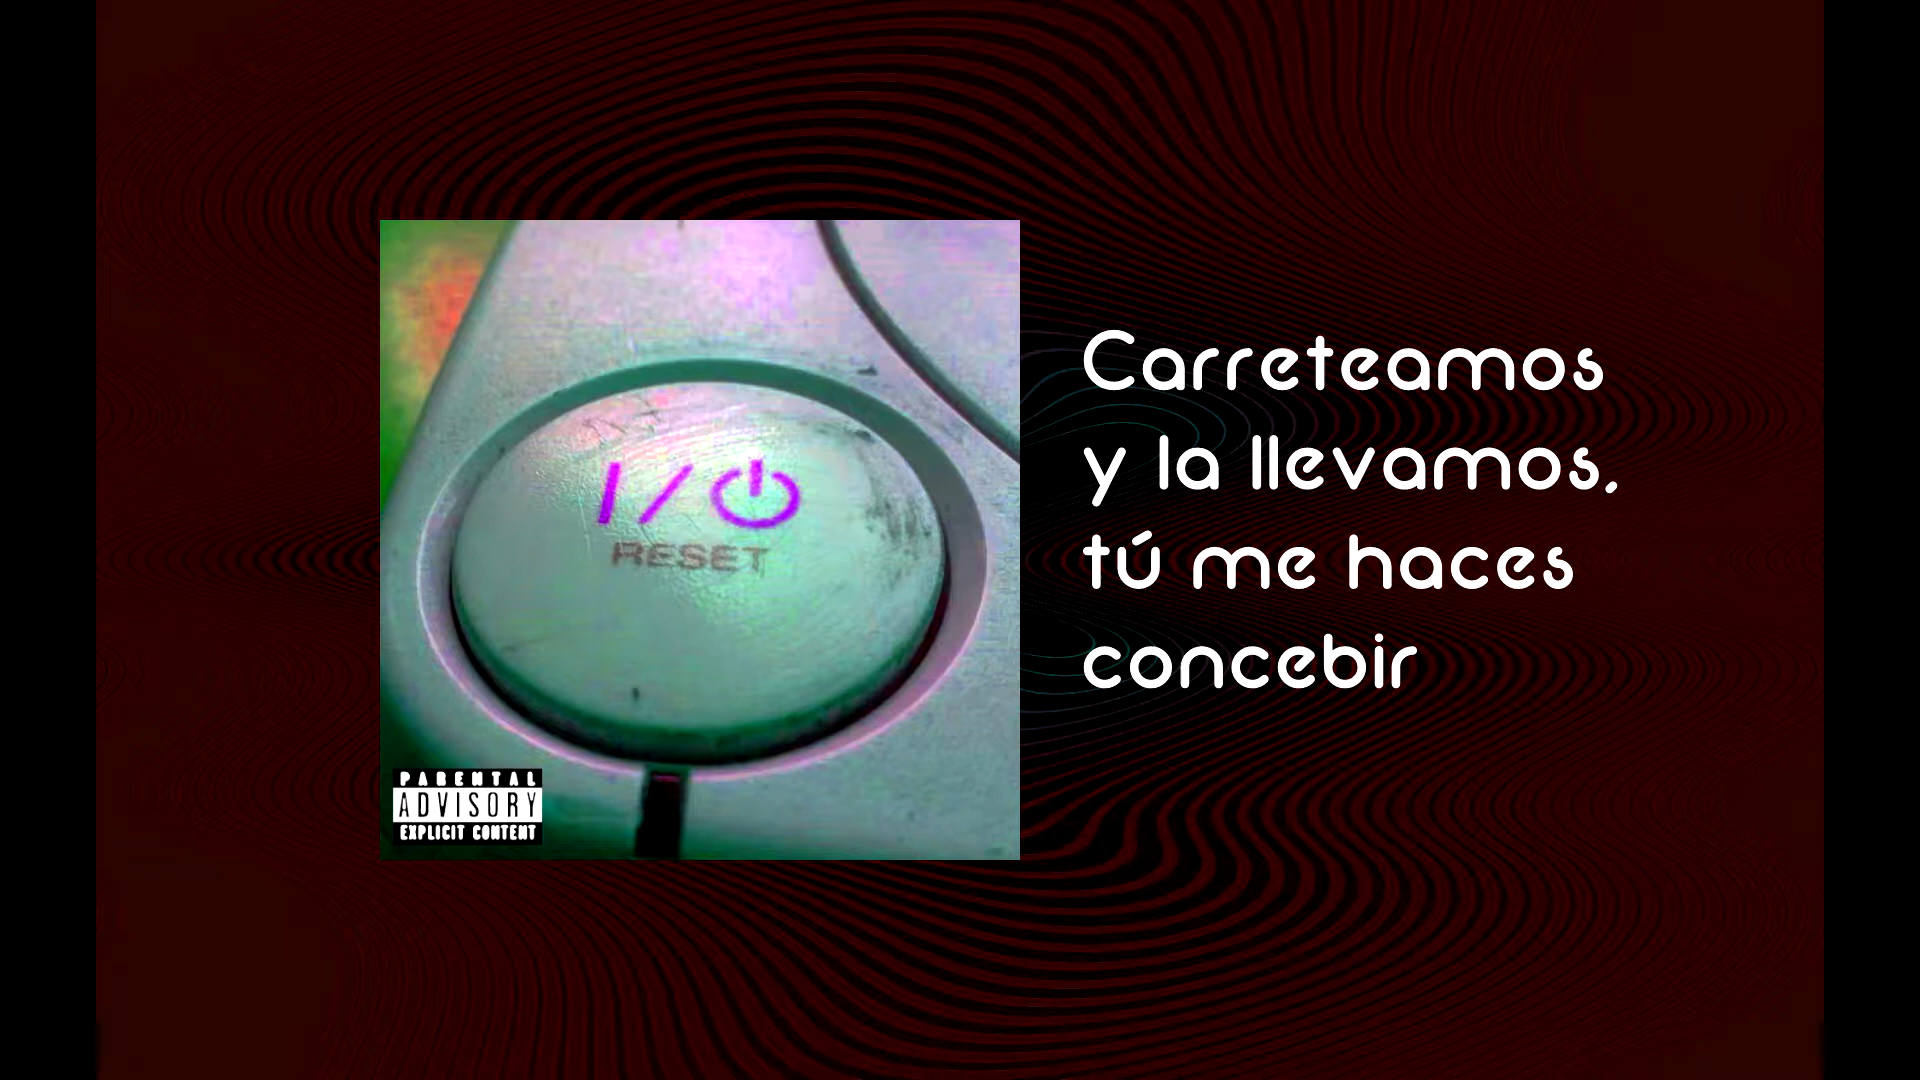 I/⏻
RESET
PARENTAL
ADVISORY
EXPLICIT CONTENT
Carreteamos
y la llevamos,
tú me haces
concebir